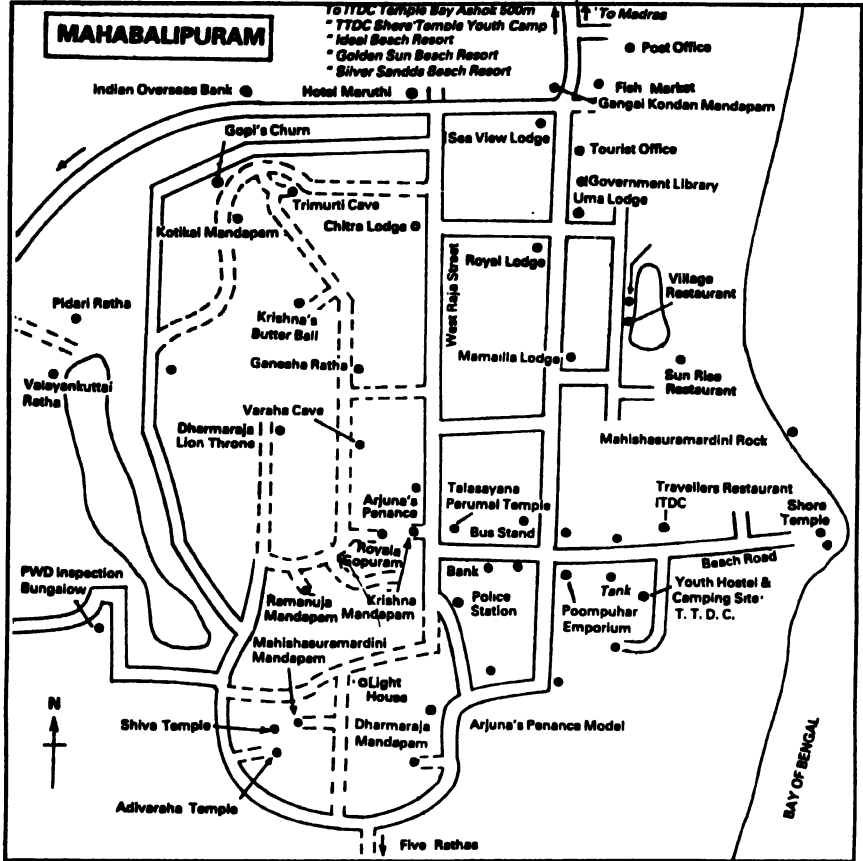 MAHABALIPURAM
To ITDC Temple Bay Ashok 500m
" TTDC Shore Temple Youth Camp
" Ideal Beach Resort
" Golden Sun Beach Resort
" Silver Sandds Beach Resort
To Madras
Post Office
Indian Overseas Bank
Hotel Maruthi
Fish Market
Gangai Kondan Mandapam
Gopi's Churn
Sea View Lodge
Tourist Office
Government Library
Uma Lodge
Trimurti Cave
Kotikal Mandapam
Chitra Lodge
West Raja Street
Royal Lodge
Village
Restaurant
Pidari Ratha
Krishna's
Butter Ball
Ganesha Ratha
Mamalla Lodge
Sun Rise
Restaurant
Valayankuttai
Ratha
Varaha Cave
Dharmaraja
Lion Throne
Mahishasuramardini Rock
Arjuna's
Penance
Talasayana
Perumal Temple
Bus Stand
Travellers Restaurant
ITDC
Shore
Temple
Royala
Gopuram
Beach Road
PWD Inspection
Bungalow
Bank
Tank
Youth Hostel &
Camping Site
T. T. D. C.
Ramanuja
Mandapam
Krishna
Mandapam
Police
Station
Poompuhar
Emporium
Mahishasuramardini
Mandapam
Light
House
N
Shiva Temple
Dharmaraja
Mandapam
Arjuna's Penance Model
BAY OF BENGAL
Adivaraha Temple
Five Rathas